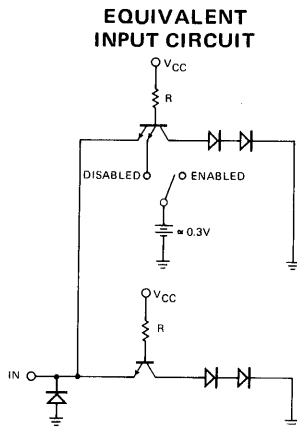 EQUIVALENT
INPUT CIRCUIT
VCC
R
DISABLED ENABLED
≈ 0.3V
VCC
R
IN